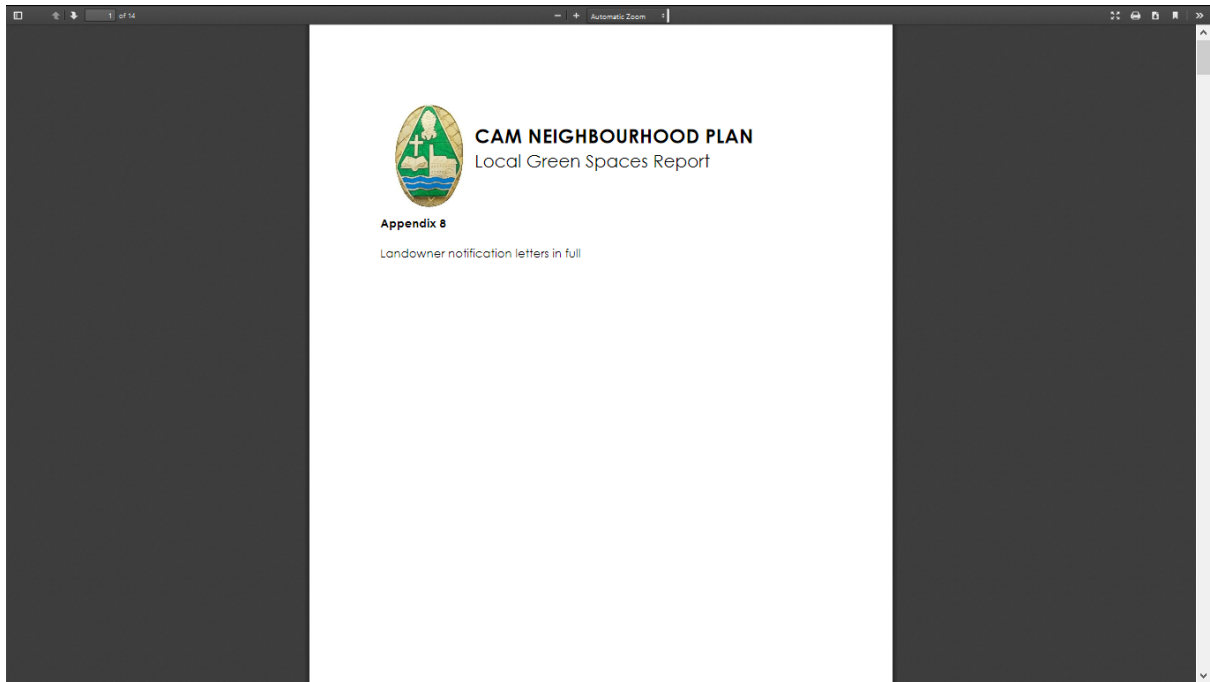 1 of 14
Automatic Zoom
CAM NEIGHBOURHOOD PLAN
Local Green Spaces Report
Appendix 8
Landowner notification letters in full